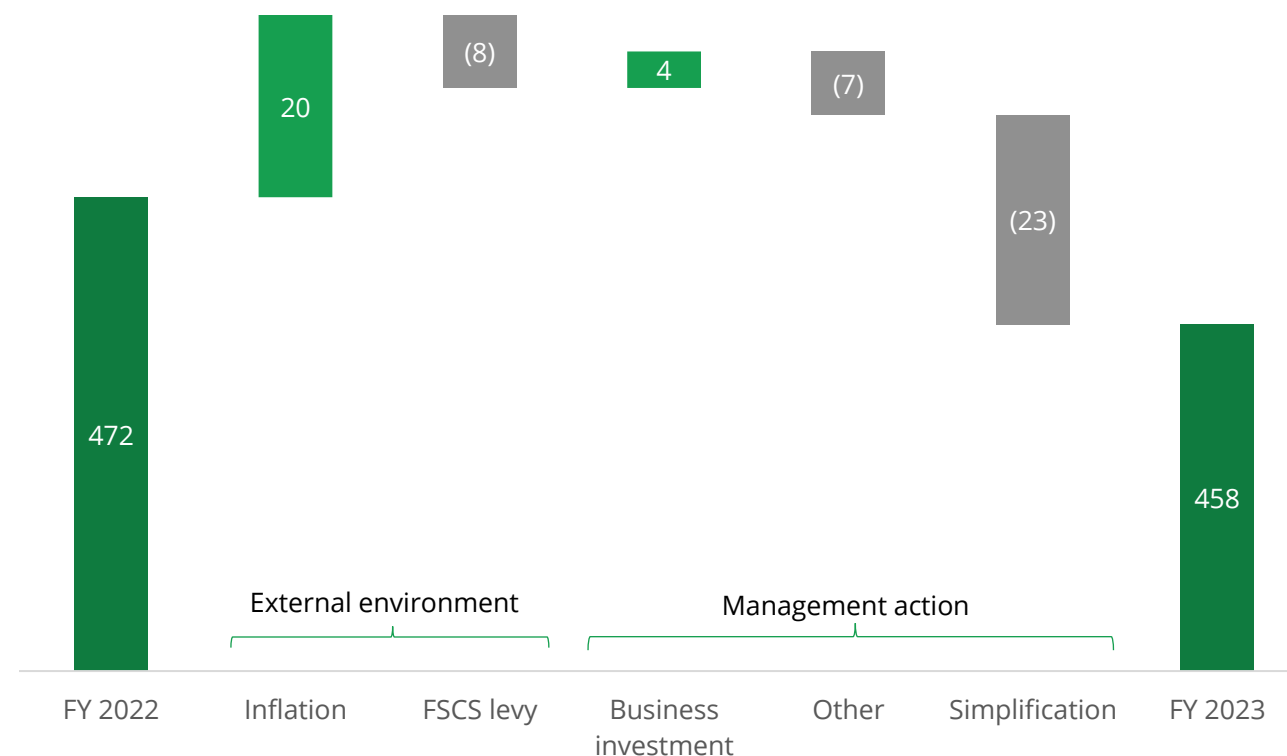 20
(8)
4
(7)
(23)
472
458
External environment
Management action
FY 2022
Inflation
FSCS levy
Business
investment
Other
Simplification
FY 2023